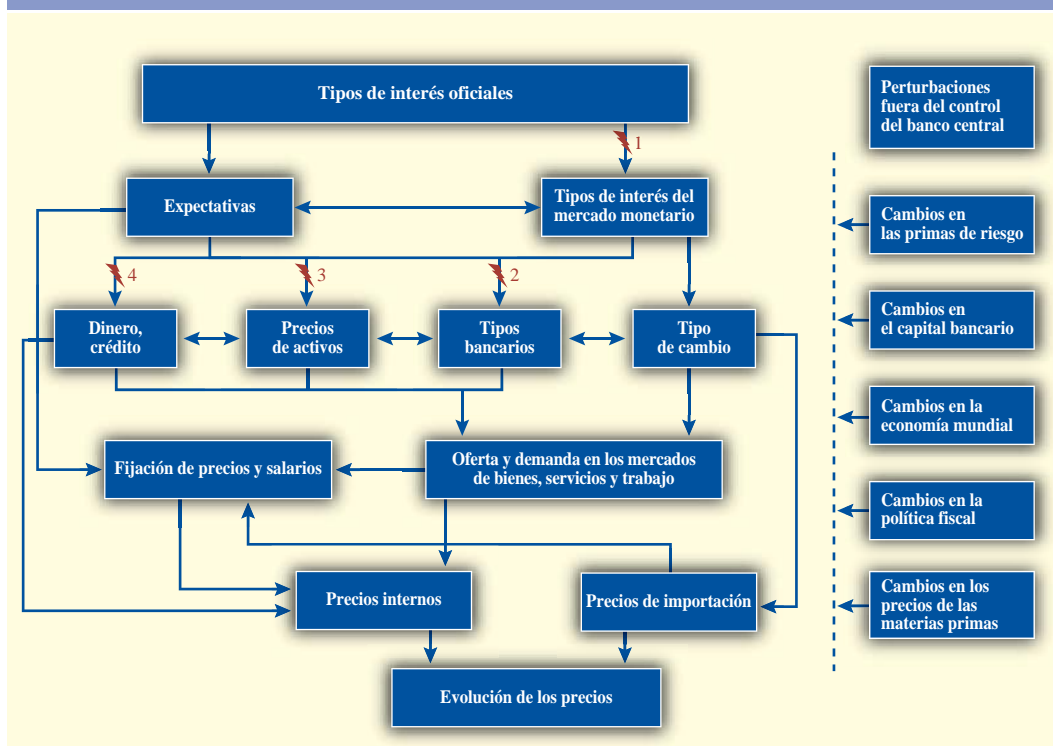 Tipos de interés oficiales
Perturbaciones
fuera del control
del banco central
1
Expectativas
Tipos de interés del
mercado monetario
Cambios en
las primas de riesgo
4
3
2
Dinero,
crédito
Precios
de activos
Tipos
bancarios
Tipo
de cambio
Cambios en
el capital bancario
Cambios en la
economía mundial
Fijación de precios y salarios
Oferta y demanda en los mercados
de bienes, servicios y trabajo
Cambios en la
política fiscal
Precios internos
Precios de importación
Cambios en los
precios de las
materias primas
Evolución de los precios